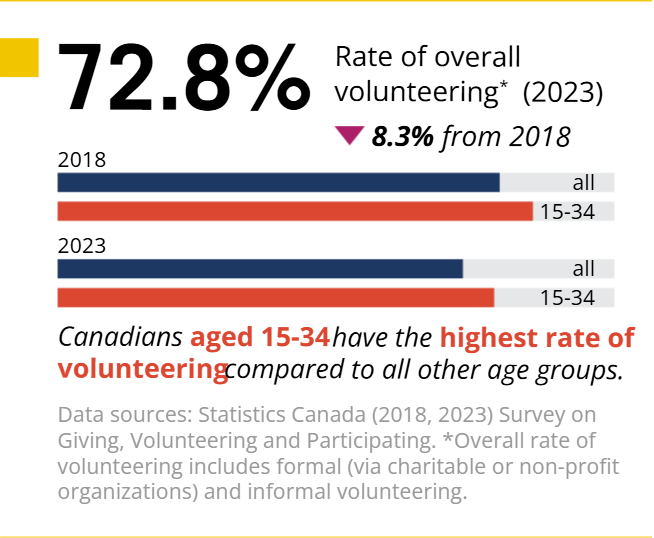 72.8%
Rate of overall
volunteering* (2023)
▼ 8.3% from 2018
2018
all
15-34
2023
all
15-34
Canadians aged 15-34 have the highest rate of
volunteering compared to all other age groups.
Data sources: Statistics Canada (2018, 2023) Survey on
Giving, Volunteering and Participating. *Overall rate of
volunteering includes formal (via charitable or non-profit
organizations) and informal volunteering.